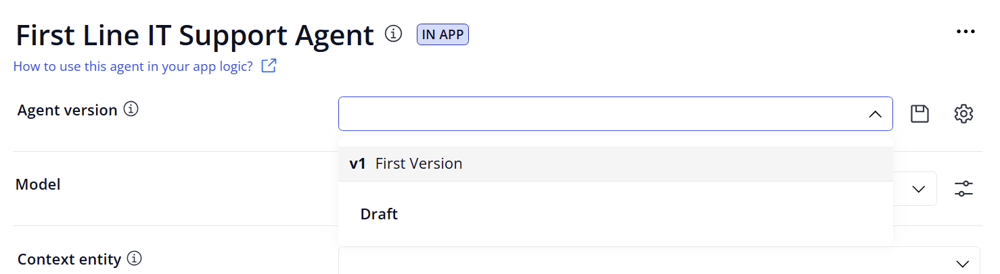 First Line IT Support Agent IN APP
How to use this agent in your app logic?
Agent version
v1 First Version
Model
Draft
Context entity